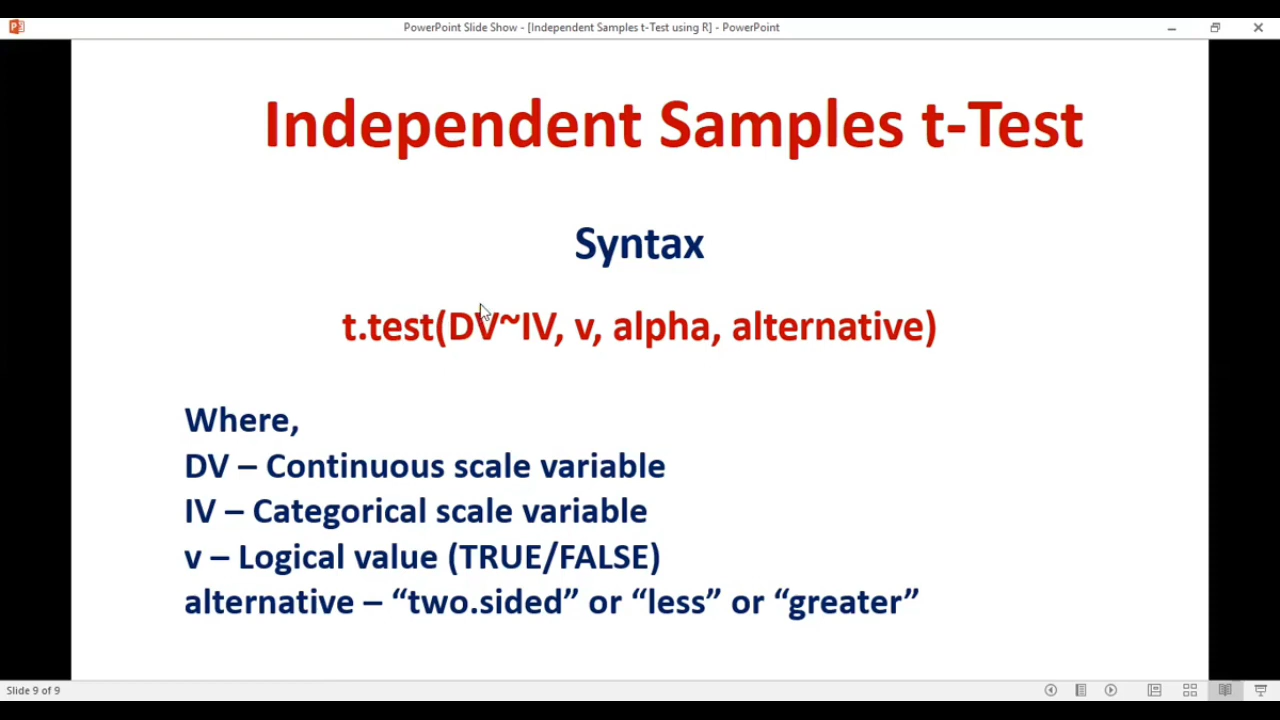 PowerPoint Slide Show - [Independent Samples t-Test using R] - PowerPoint
Independent Samples t-Test
Syntax
t.test(DV~IV, v, alpha, alternative)
Where,
DV – Continuous scale variable
IV – Categorical scale variable
v – Logical value (TRUE/FALSE)
alternative – “two.sided” or “less” or “greater”
Slide 9 of 9